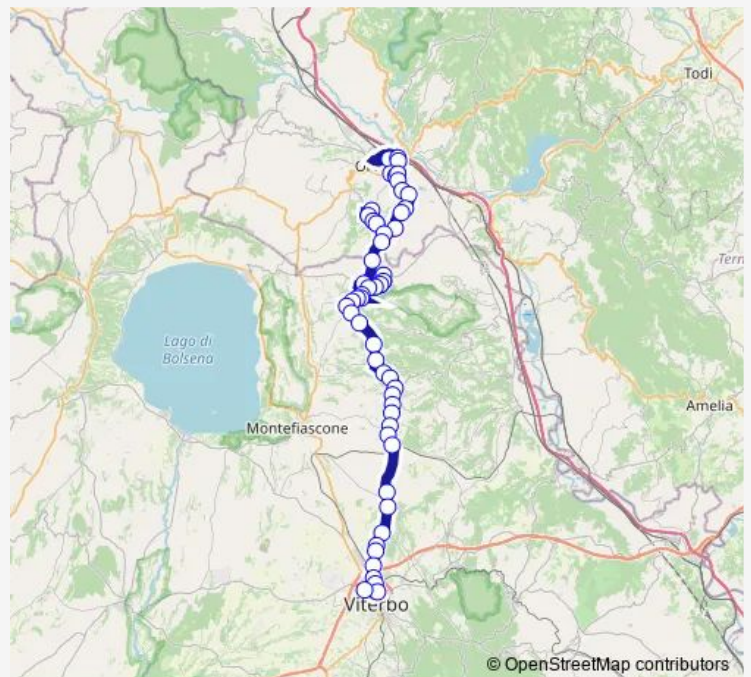 Todi
Lago di
Bolsena
Montefiascone
Amelia
Viterbo
© OpenStreetMap contributors